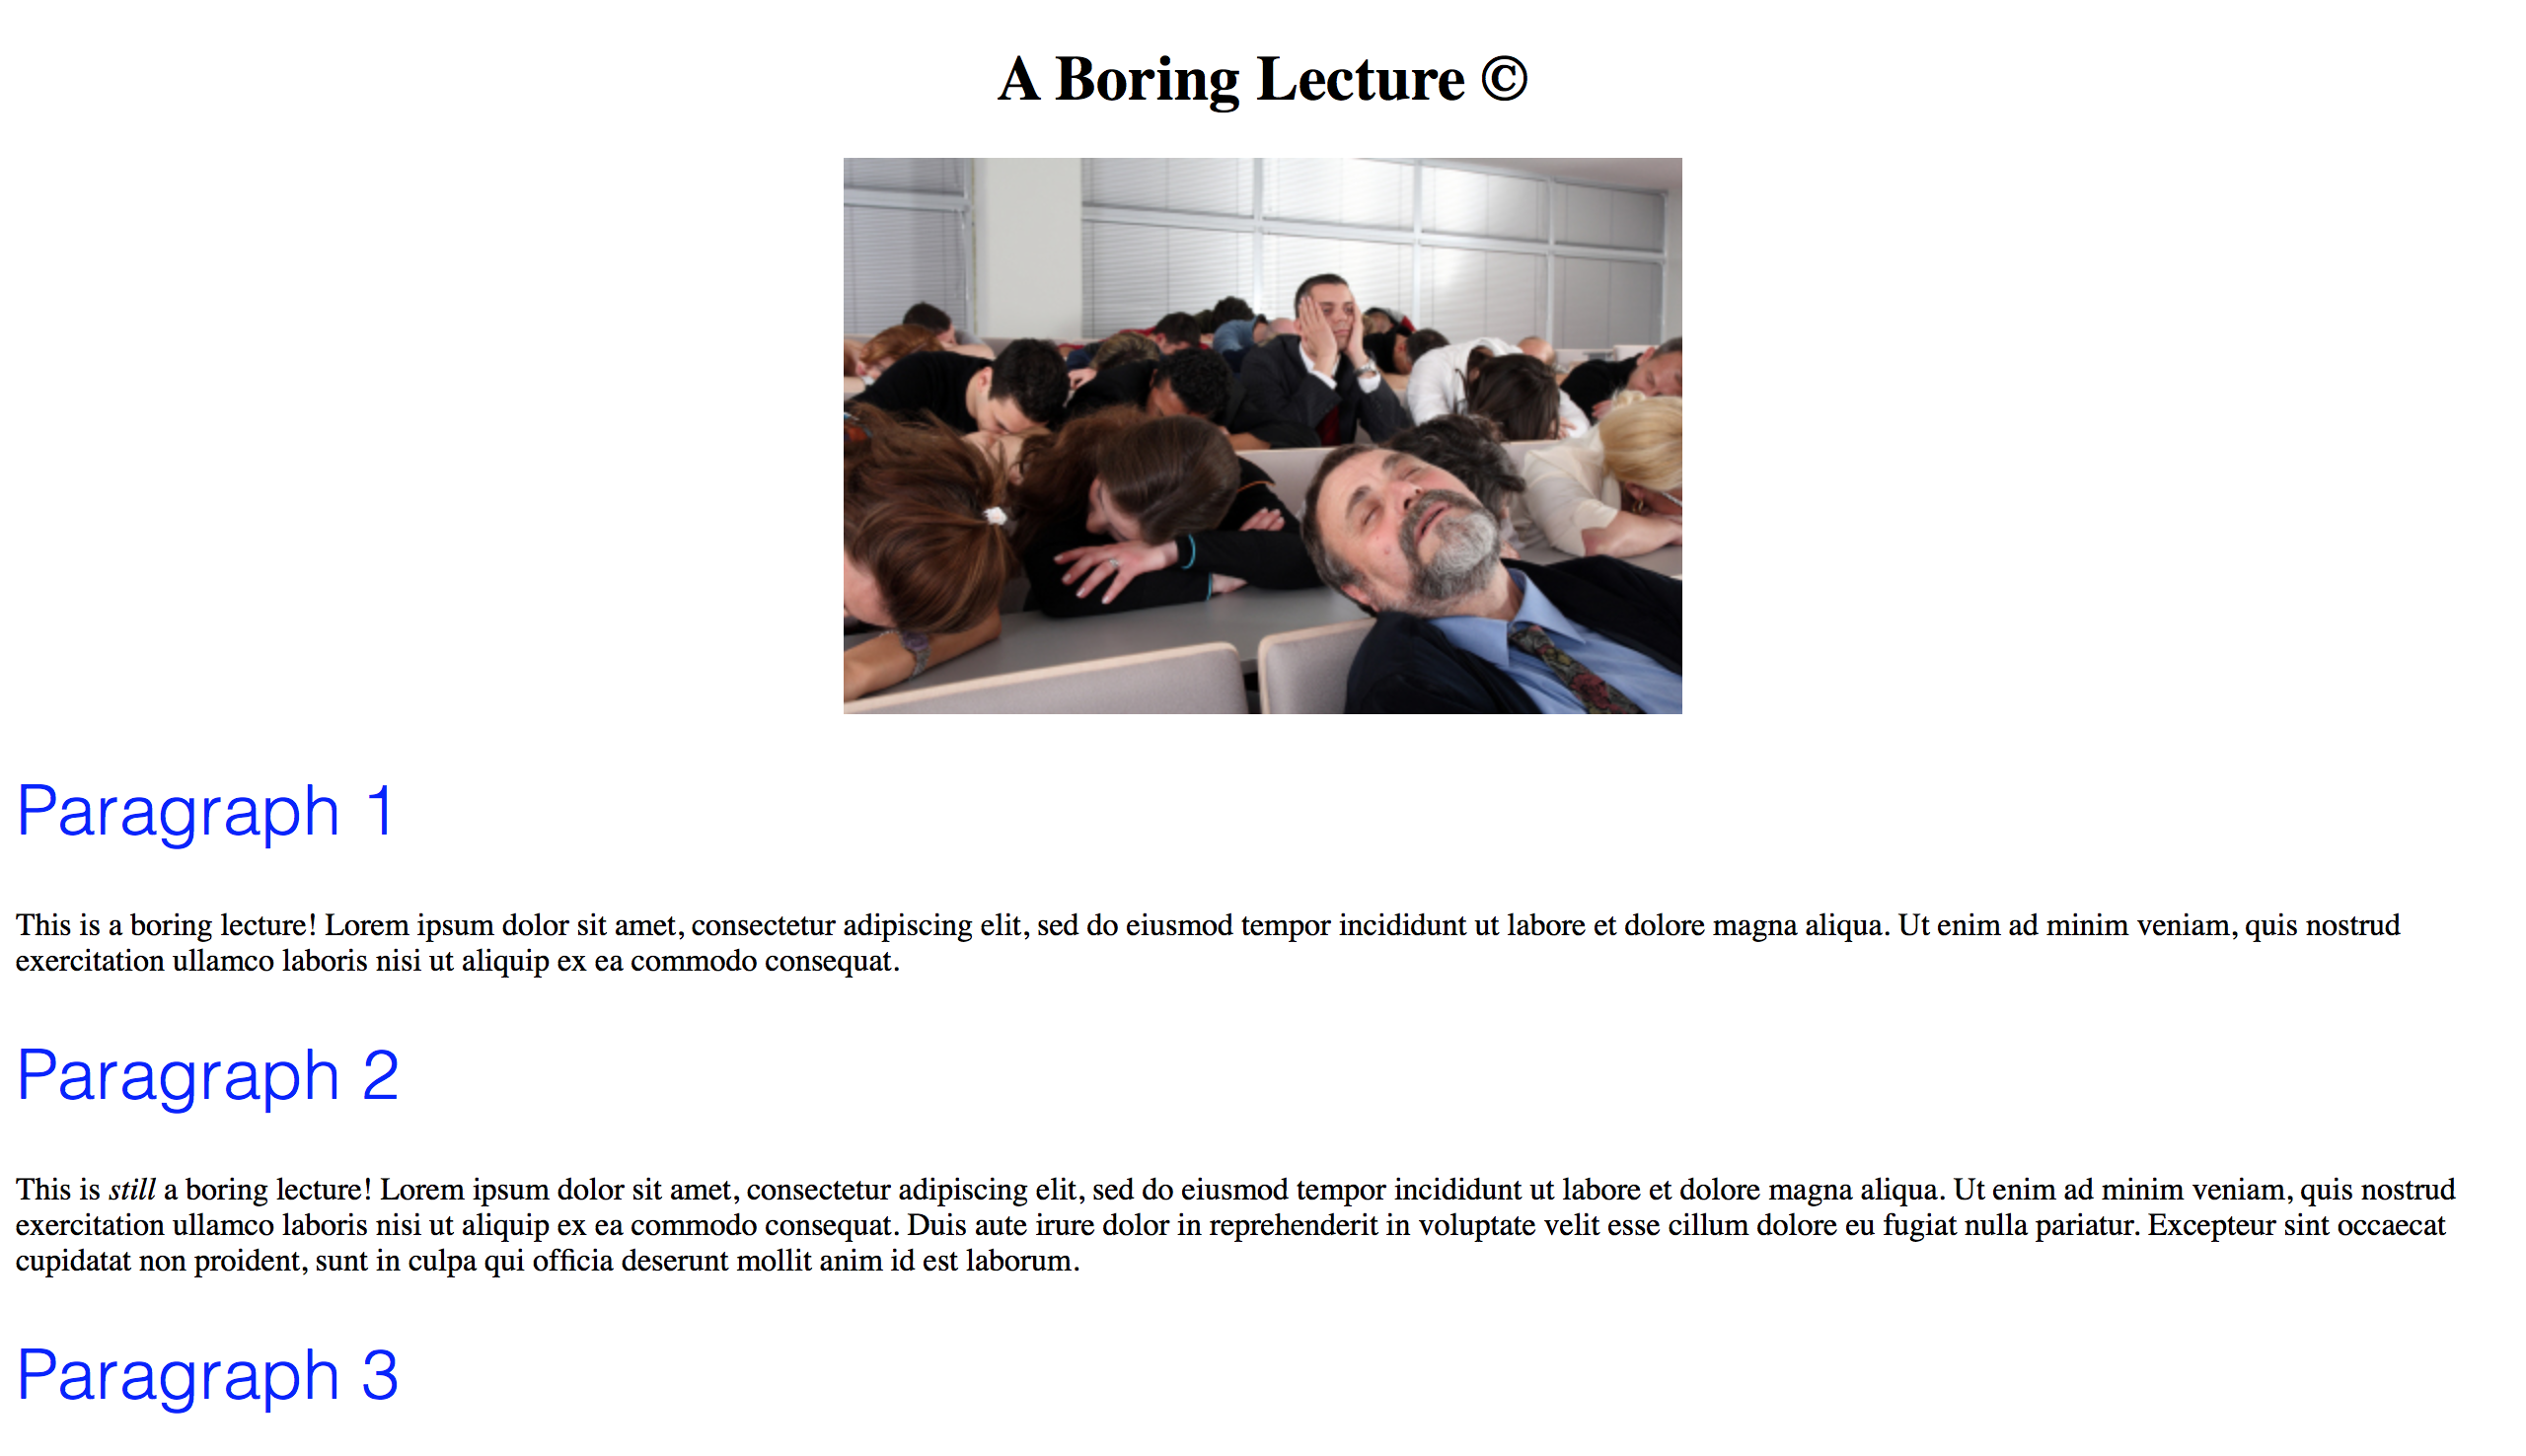 A Boring Lecture ©
Paragraph 1
This is a boring lecture! Lorem ipsum dolor sit amet, consectetur adipiscing elit, sed do eiusmod tempor incididunt ut labore et dolore magna aliqua. Ut enim ad minim veniam, quis nostrud
exercitation ullamco laboris nisi ut aliquip ex ea commodo consequat.
Paragraph 2
This is still a boring lecture! Lorem ipsum dolor sit amet, consectetur adipiscing elit, sed do eiusmod tempor incididunt ut labore et dolore magna aliqua. Ut enim ad minim veniam, quis nostrud
exercitation ullamco laboris nisi ut aliquip ex ea commodo consequat. Duis aute irure dolor in reprehenderit in voluptate velit esse cillum dolore eu fugiat nulla pariatur. Excepteur sint occaecat
cupidatat non proident, sunt in culpa qui officia deserunt mollit anim id est laborum.
Paragraph 3